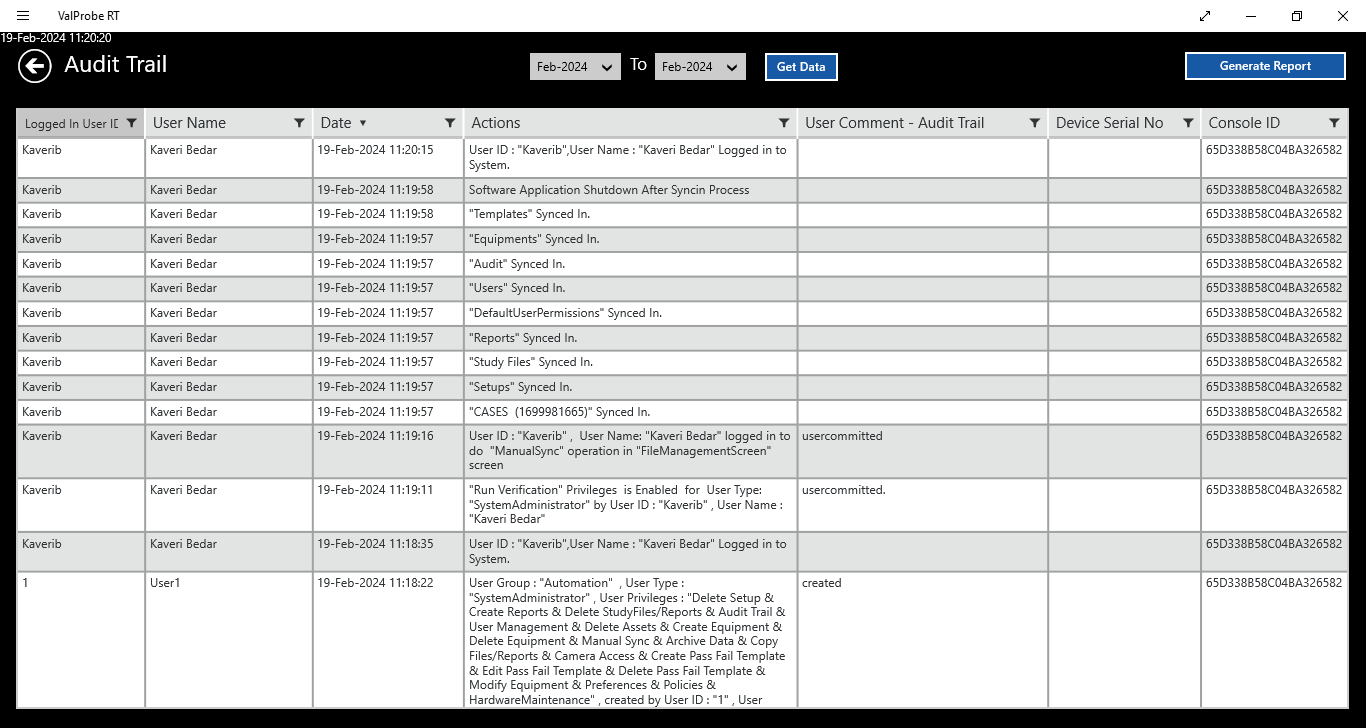 ValProbe RT
19-Feb-2024 11:20:20
Audit Trail
Feb-2024 To Feb-2024 Get Data Generate Report
Logged In User ID User Name Date ▼ Actions User Comment - Audit Trail Device Serial No Console ID
Kaverib Kaveri Bedar 19-Feb-2024 11:20:15 User ID : "Kaverib",User Name : "Kaveri Bedar" Logged in to 65D338B58C04BA326582
System.
Kaverib Kaveri Bedar 19-Feb-2024 11:19:58 Software Application Shutdown After Syncin Process 65D338B58C04BA326582
Kaverib Kaveri Bedar 19-Feb-2024 11:19:58 "Templates" Synced In. 65D338B58C04BA326582
Kaverib Kaveri Bedar 19-Feb-2024 11:19:57 "Equipments" Synced In. 65D338B58C04BA326582
Kaverib Kaveri Bedar 19-Feb-2024 11:19:57 "Audit" Synced In. 65D338B58C04BA326582
Kaverib Kaveri Bedar 19-Feb-2024 11:19:57 "Users" Synced In. 65D338B58C04BA326582
Kaverib Kaveri Bedar 19-Feb-2024 11:19:57 "DefaultUserPermissions" Synced In. 65D338B58C04BA326582
Kaverib Kaveri Bedar 19-Feb-2024 11:19:57 "Reports" Synced In. 65D338B58C04BA326582
Kaverib Kaveri Bedar 19-Feb-2024 11:19:57 "Study Files" Synced In. 65D338B58C04BA326582
Kaverib Kaveri Bedar 19-Feb-2024 11:19:57 "Setups" Synced In. 65D338B58C04BA326582
Kaverib Kaveri Bedar 19-Feb-2024 11:19:57 "CASES (1699981665)" Synced In. 65D338B58C04BA326582
Kaverib Kaveri Bedar 19-Feb-2024 11:19:16 User ID : "Kaverib" , User Name: "Kaveri Bedar" logged in to usercommitted 65D338B58C04BA326582
do "ManualSync" operation in "FileManagementScreen"
screen
Kaverib Kaveri Bedar 19-Feb-2024 11:19:11 "Run Verification" Privileges is Enabled for User Type: usercommitted. 65D338B58C04BA326582
"SystemAdministrator" by User ID : "Kaverib" , User Name :
"Kaveri Bedar"
Kaverib Kaveri Bedar 19-Feb-2024 11:18:35 User ID : "Kaverib",User Name : "Kaveri Bedar" Logged in to 65D338B58C04BA326582
System.
1 User1 19-Feb-2024 11:18:22 User Group : "Automation" , User Type : created 65D338B58C04BA326582
"SystemAdministrator" , User Privileges : "Delete Setup &
Create Reports & Delete StudyFiles/Reports & Audit Trail &
User Management & Delete Assets & Create Equipment &
Delete Equipment & Manual Sync & Archive Data & Copy
Files/Reports & Camera Access & Create Pass Fail Template
& Edit Pass Fail Template & Delete Pass Fail Template &
Modify Equipment & Preferences & Policies &
HardwareMaintenance" , created by User ID : "1" , User